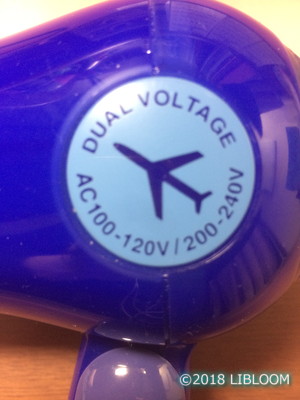 DUAL VOLTAGE
AC100-120V/200-240V
©2018 LIBLOOM